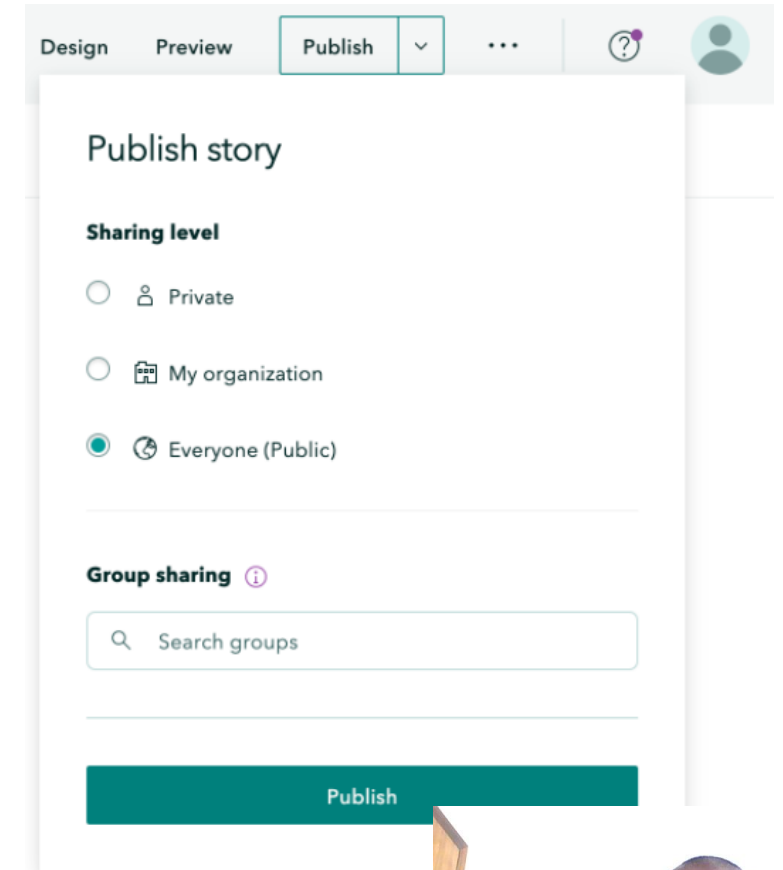 Design Preview Publish ...
Publish story
Sharing level
Private
My organization
Everyone (Public)
Group sharing
Search groups
Publish